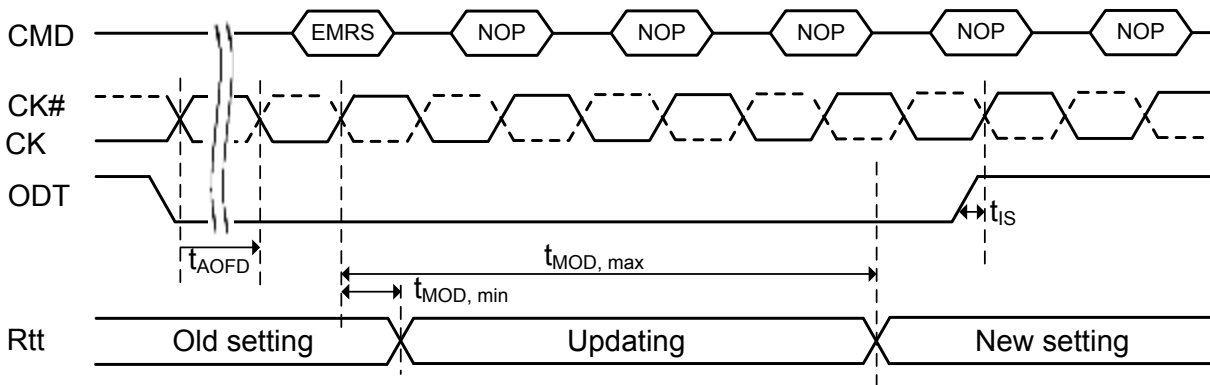 CMD EMRS NOP NOP NOP NOP NOP
CK#
CK
ODT
tIS
tAOFD
tMOD, max
tMOD, min
Rtt Old setting Updating New setting